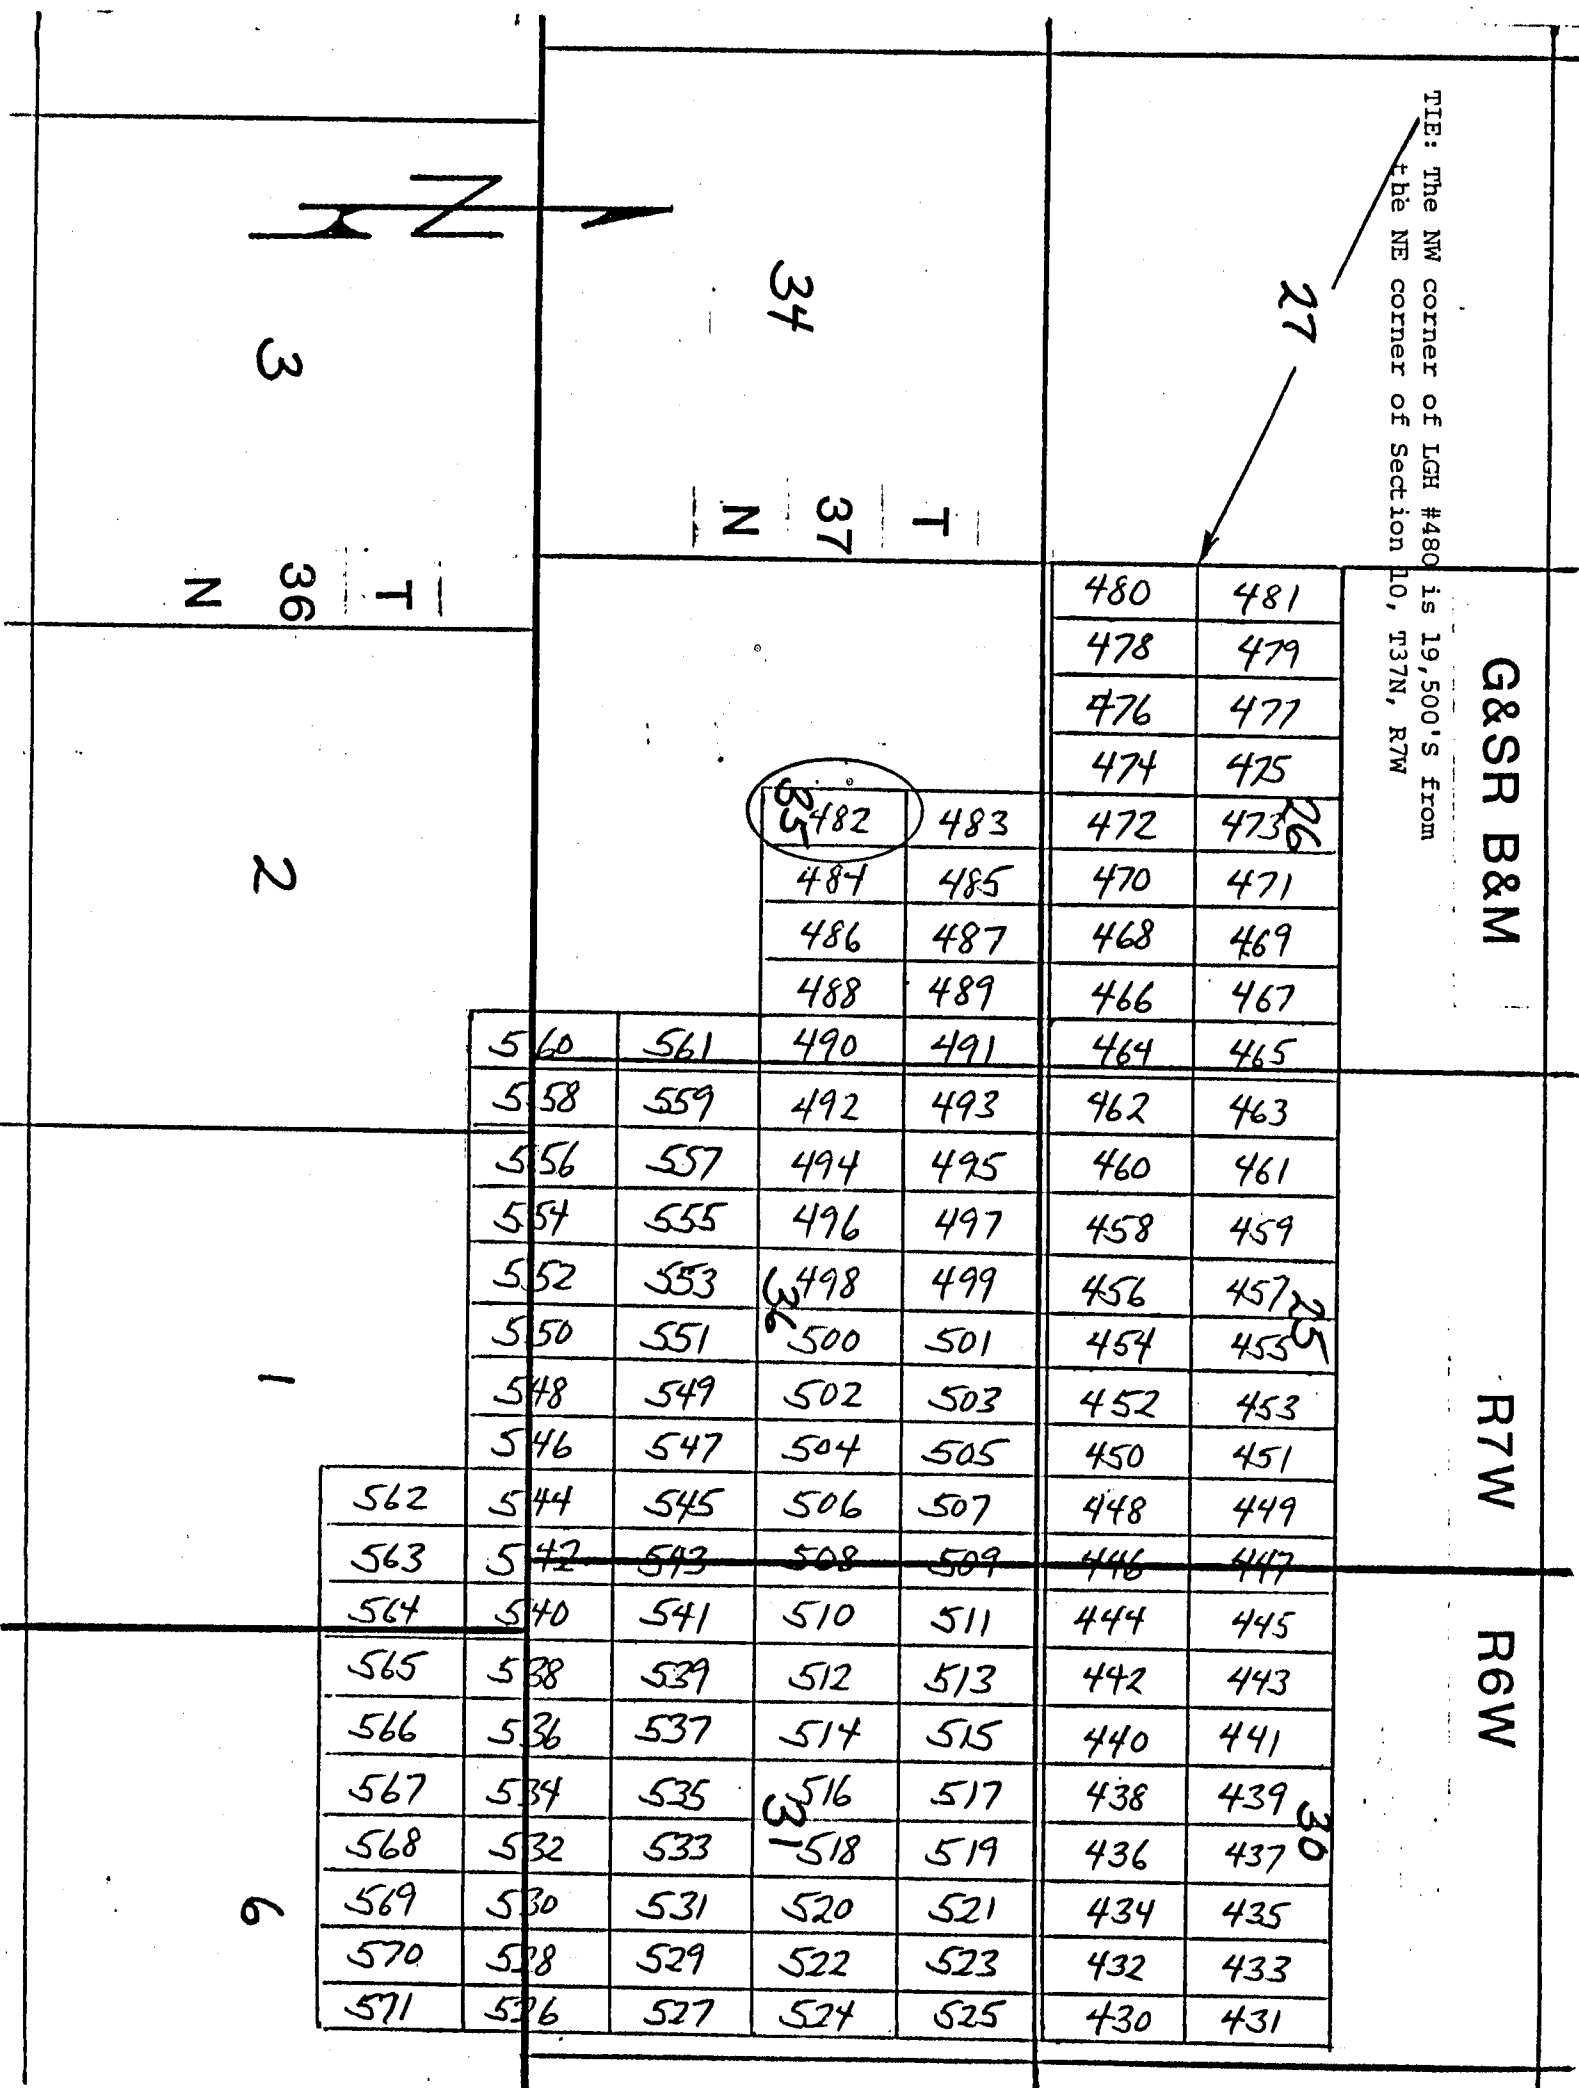 TIE: The NW corner of LGH #480 is 19,500'S from
the NE corner of Section 10, T37N, R7W
G&SR B&M
R7W
R6W
27
26
25
30
34
T
37
N
35
36
31
N
3
T
36
N
2
1
6
480 481
478 479
476 477
474 475
482 483 472 473
484 485 470 471
486 487 468 469
488 489 466 467
560 561 490 491 464 465
558 559 492 493 462 463
556 557 494 495 460 461
554 555 496 497 458 459
552 553 498 499 456 457
550 551 500 501 454 455
548 549 502 503 452 453
546 547 504 505 450 451
562 544 545 506 507 448 449
563 542 543 508 509 446 447
564 540 541 510 511 444 445
565 538 539 512 513 442 443
566 536 537 514 515 440 441
567 534 535 516 517 438 439
568 532 533 518 519 436 437
569 530 531 520 521 434 435
570 528 529 522 523 432 433
571 526 527 524 525 430 431